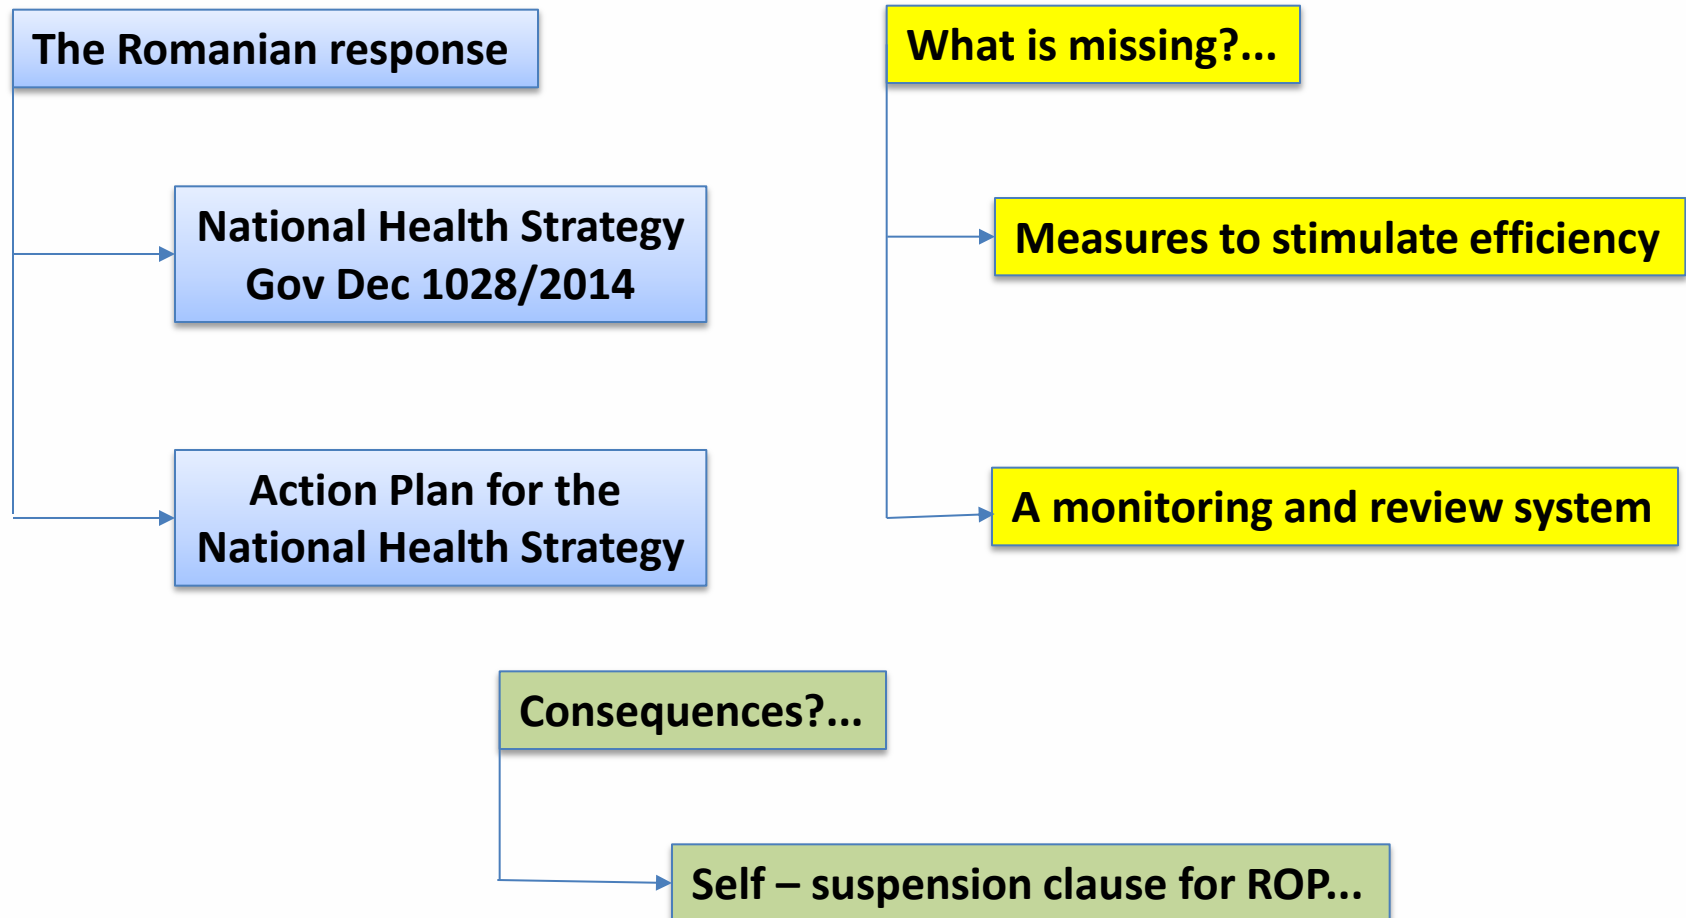 The Romanian response
National Health Strategy
Gov Dec 1028/2014
Action Plan for the
National Health Strategy
What is missing?...
Measures to stimulate efficiency
A monitoring and review system
Consequences?...
Self – suspension clause for ROP...